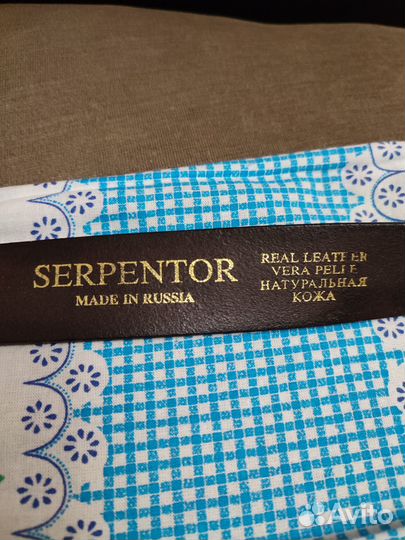 SERPENTOR
MADE IN RUSSIA
REAL LEATHER
VERA PELLE
НАТУРАЛЬНАЯ
КОЖА
Avito